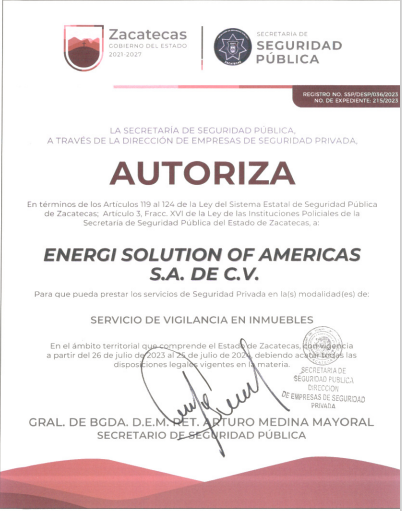 Zacatecas
GOBIERNO DEL ESTADO
2021-2027
SECRETARÍA DE
SEGURIDAD
PÚBLICA
REGISTRO NO. SSP/DESP/036/2023
NO. DE EXPEDIENTE: 215/2023
LA SECRETARÍA DE SEGURIDAD PÚBLICA,
A TRAVÉS DE LA DIRECCIÓN DE EMPRESAS DE SEGURIDAD PRIVADA,
AUTORIZA
En términos de los Artículos 119 al 124 de la Ley del Sistema Estatal de Seguridad Pública
de Zacatecas; Artículo 3, Fracc. XVI de la Ley de las Instituciones Policiales de la
Secretaría de Seguridad Pública del Estado de Zacatecas, a:
ENERGI SOLUTION OF AMERICAS
S.A. DE C.V.
Para que pueda prestar los servicios de Seguridad Privada en la(s) modalidad(es) de:
SERVICIO DE VIGILANCIA EN INMUEBLES
En el ámbito territorial que comprende el Estado de Zacatecas, con vigencia
a partir del 26 de julio de 2023 al 25 de julio de 2024, debiendo acatar todas las
disposiciones legales vigentes en la materia.
SECRETARIA DE
SEGURIDAD PUBLICA
DIRECCION
DE EMPRESAS DE SEGURIDAD
PRIVADA
GRAL. DE BGDA. D.E.M. RET. ARTURO MEDINA MAYORAL
SECRETARIO DE SEGURIDAD PÚBLICA